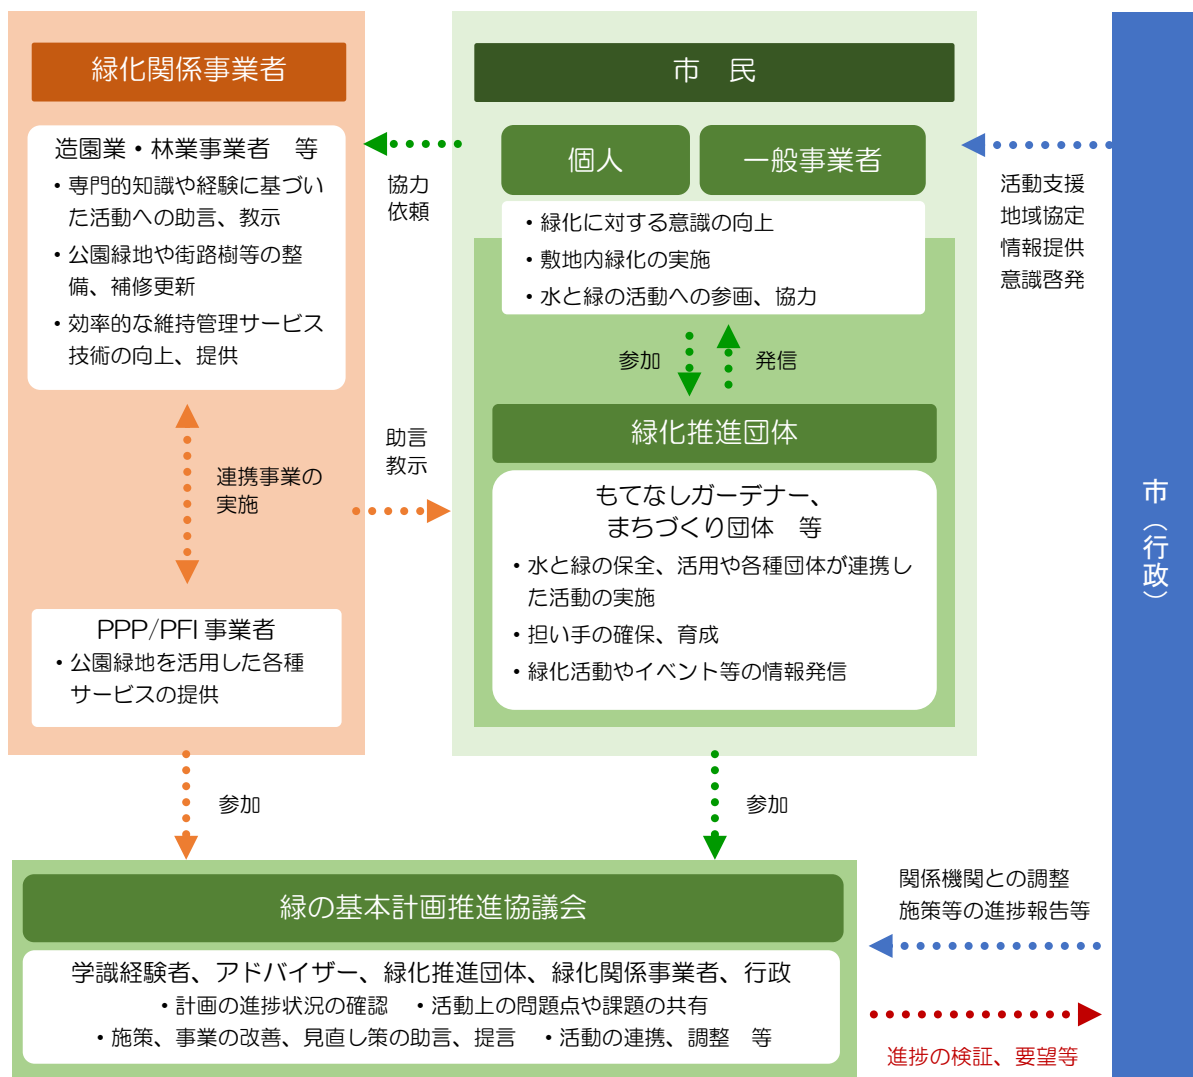 緑化関係事業者
造園業・林業事業者　等
・専門的知識や経験に基づい
た活動への助言、教示
・公園緑地や街路樹等の整
備、補修更新
・効率的な維持管理サービス
技術の向上、提供
連携事業の
実施
PPP/PFI 事業者
・公園緑地を活用した各種
サービスの提供
協力
依頼
助言
教示
市　民
個人
一般事業者
・緑化に対する意識の向上
・敷地内緑化の実施
・水と緑の活動への参画、協力
参加
発信
緑化推進団体
もてなしガーデナー、
まちづくり団体　等
・水と緑の保全、活用や各種団体が連携し
た活動の実施
・担い手の確保、育成
・緑化活動やイベント等の情報発信
活動支援
地域協定
情報提供
意識啓発
市（行政）
参加
参加
緑の基本計画推進協議会
学識経験者、アドバイザー、緑化推進団体、緑化関係事業者、行政
・計画の進捗状況の確認　・活動上の問題点や課題の共有
・施策、事業の改善、見直し策の助言、提言　・活動の連携、調整　等
関係機関との調整
施策等の進捗報告等
進捗の検証、要望等